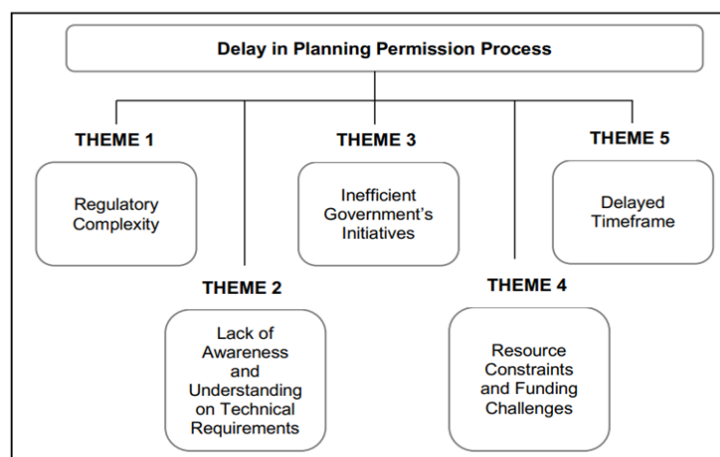 Delay in Planning Permission Process
THEME 1
Regulatory
Complexity
THEME 2
Lack of
Awareness
and
Understanding
on Technical
Requirements
THEME 3
Inefficient
Government's
Initiatives
THEME 4
Resource
Constraints
and Funding
Challenges
THEME 5
Delayed
Timeframe